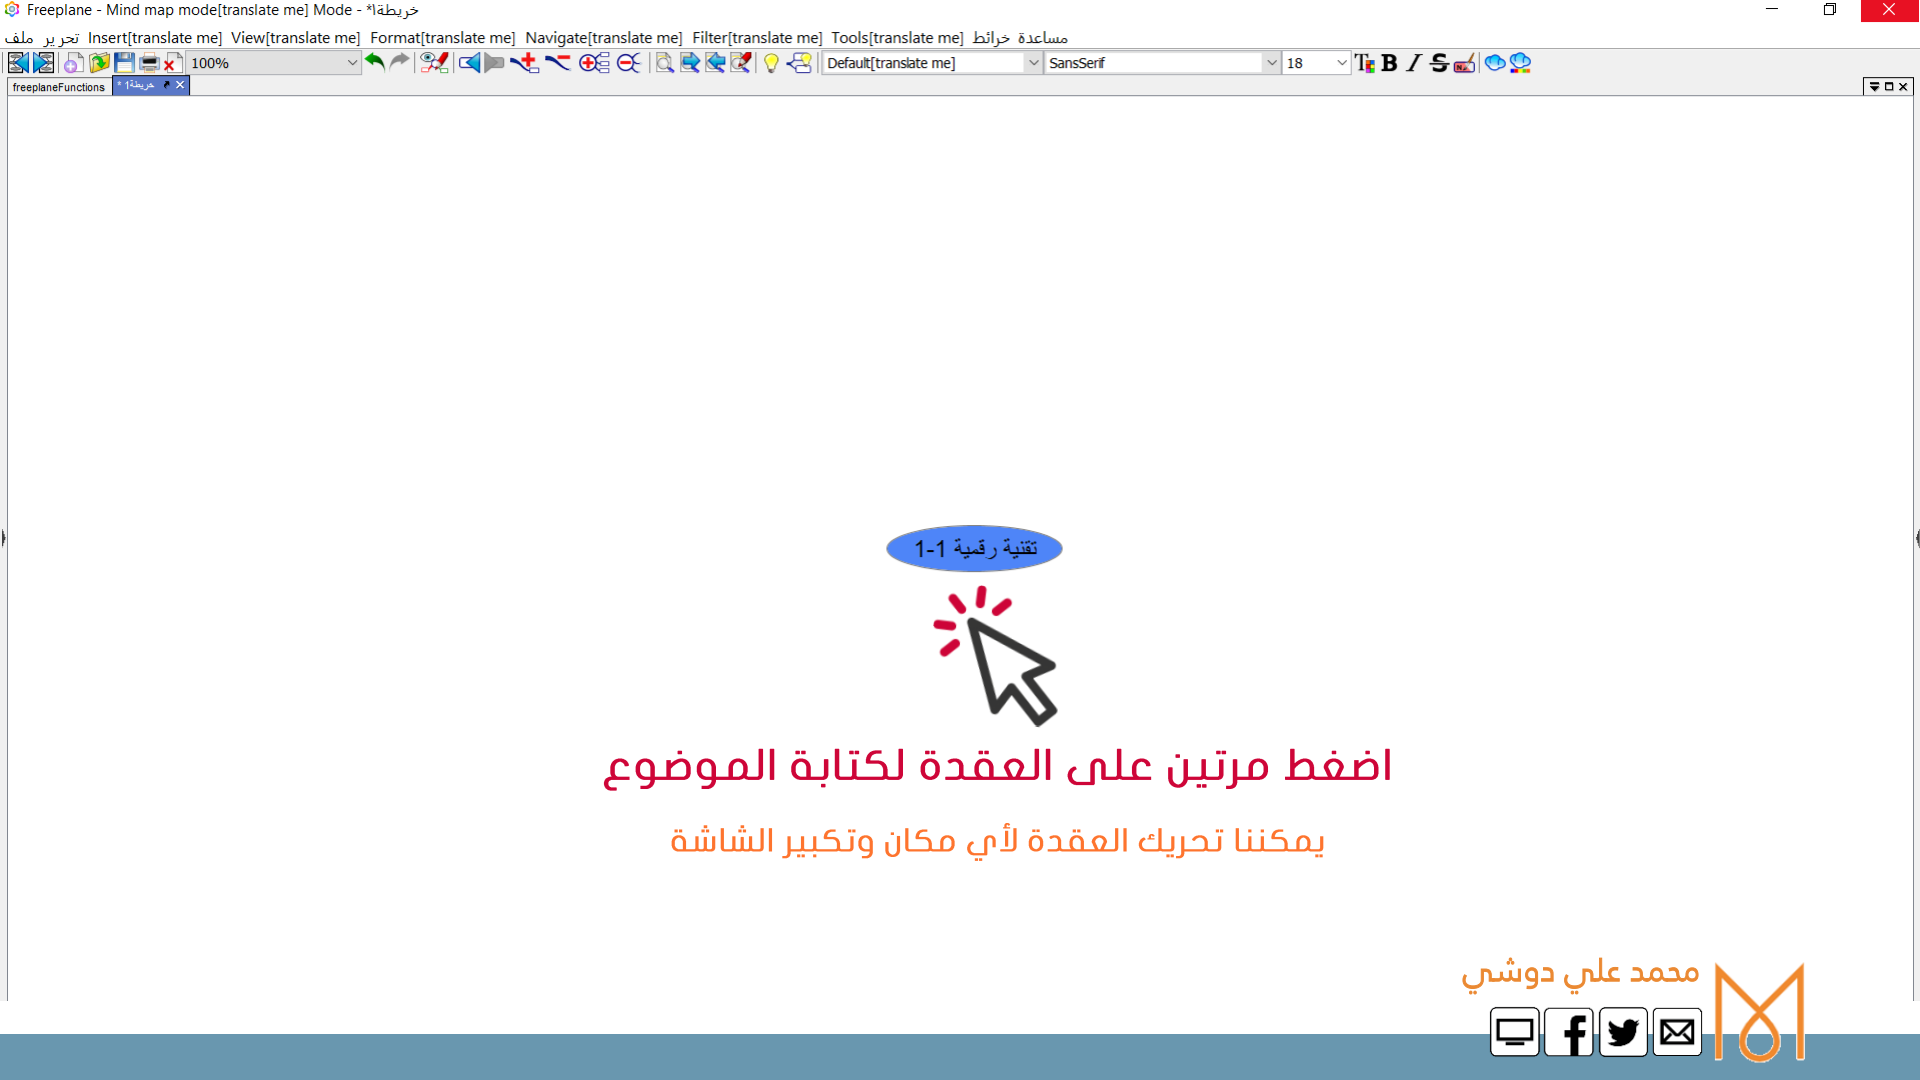 Freeplane - Mind map mode[translate me] Mode - *خريطة١
ملف تحرير Insert[translate me] View[translate me] Format[translate me] Navigate[translate me] Filter[translate me] Tools[translate me] خرائط مساعدة
100% Default[translate me] SansSerif 18
freeplaneFunctions خريطة1 *
تقنية رقمية 1-1
اضغط مرتين على العقدة لكتابة الموضوع
يمكننا تحريك العقدة لأي مكان وتكبير الشاشة
محمد علي دوشي